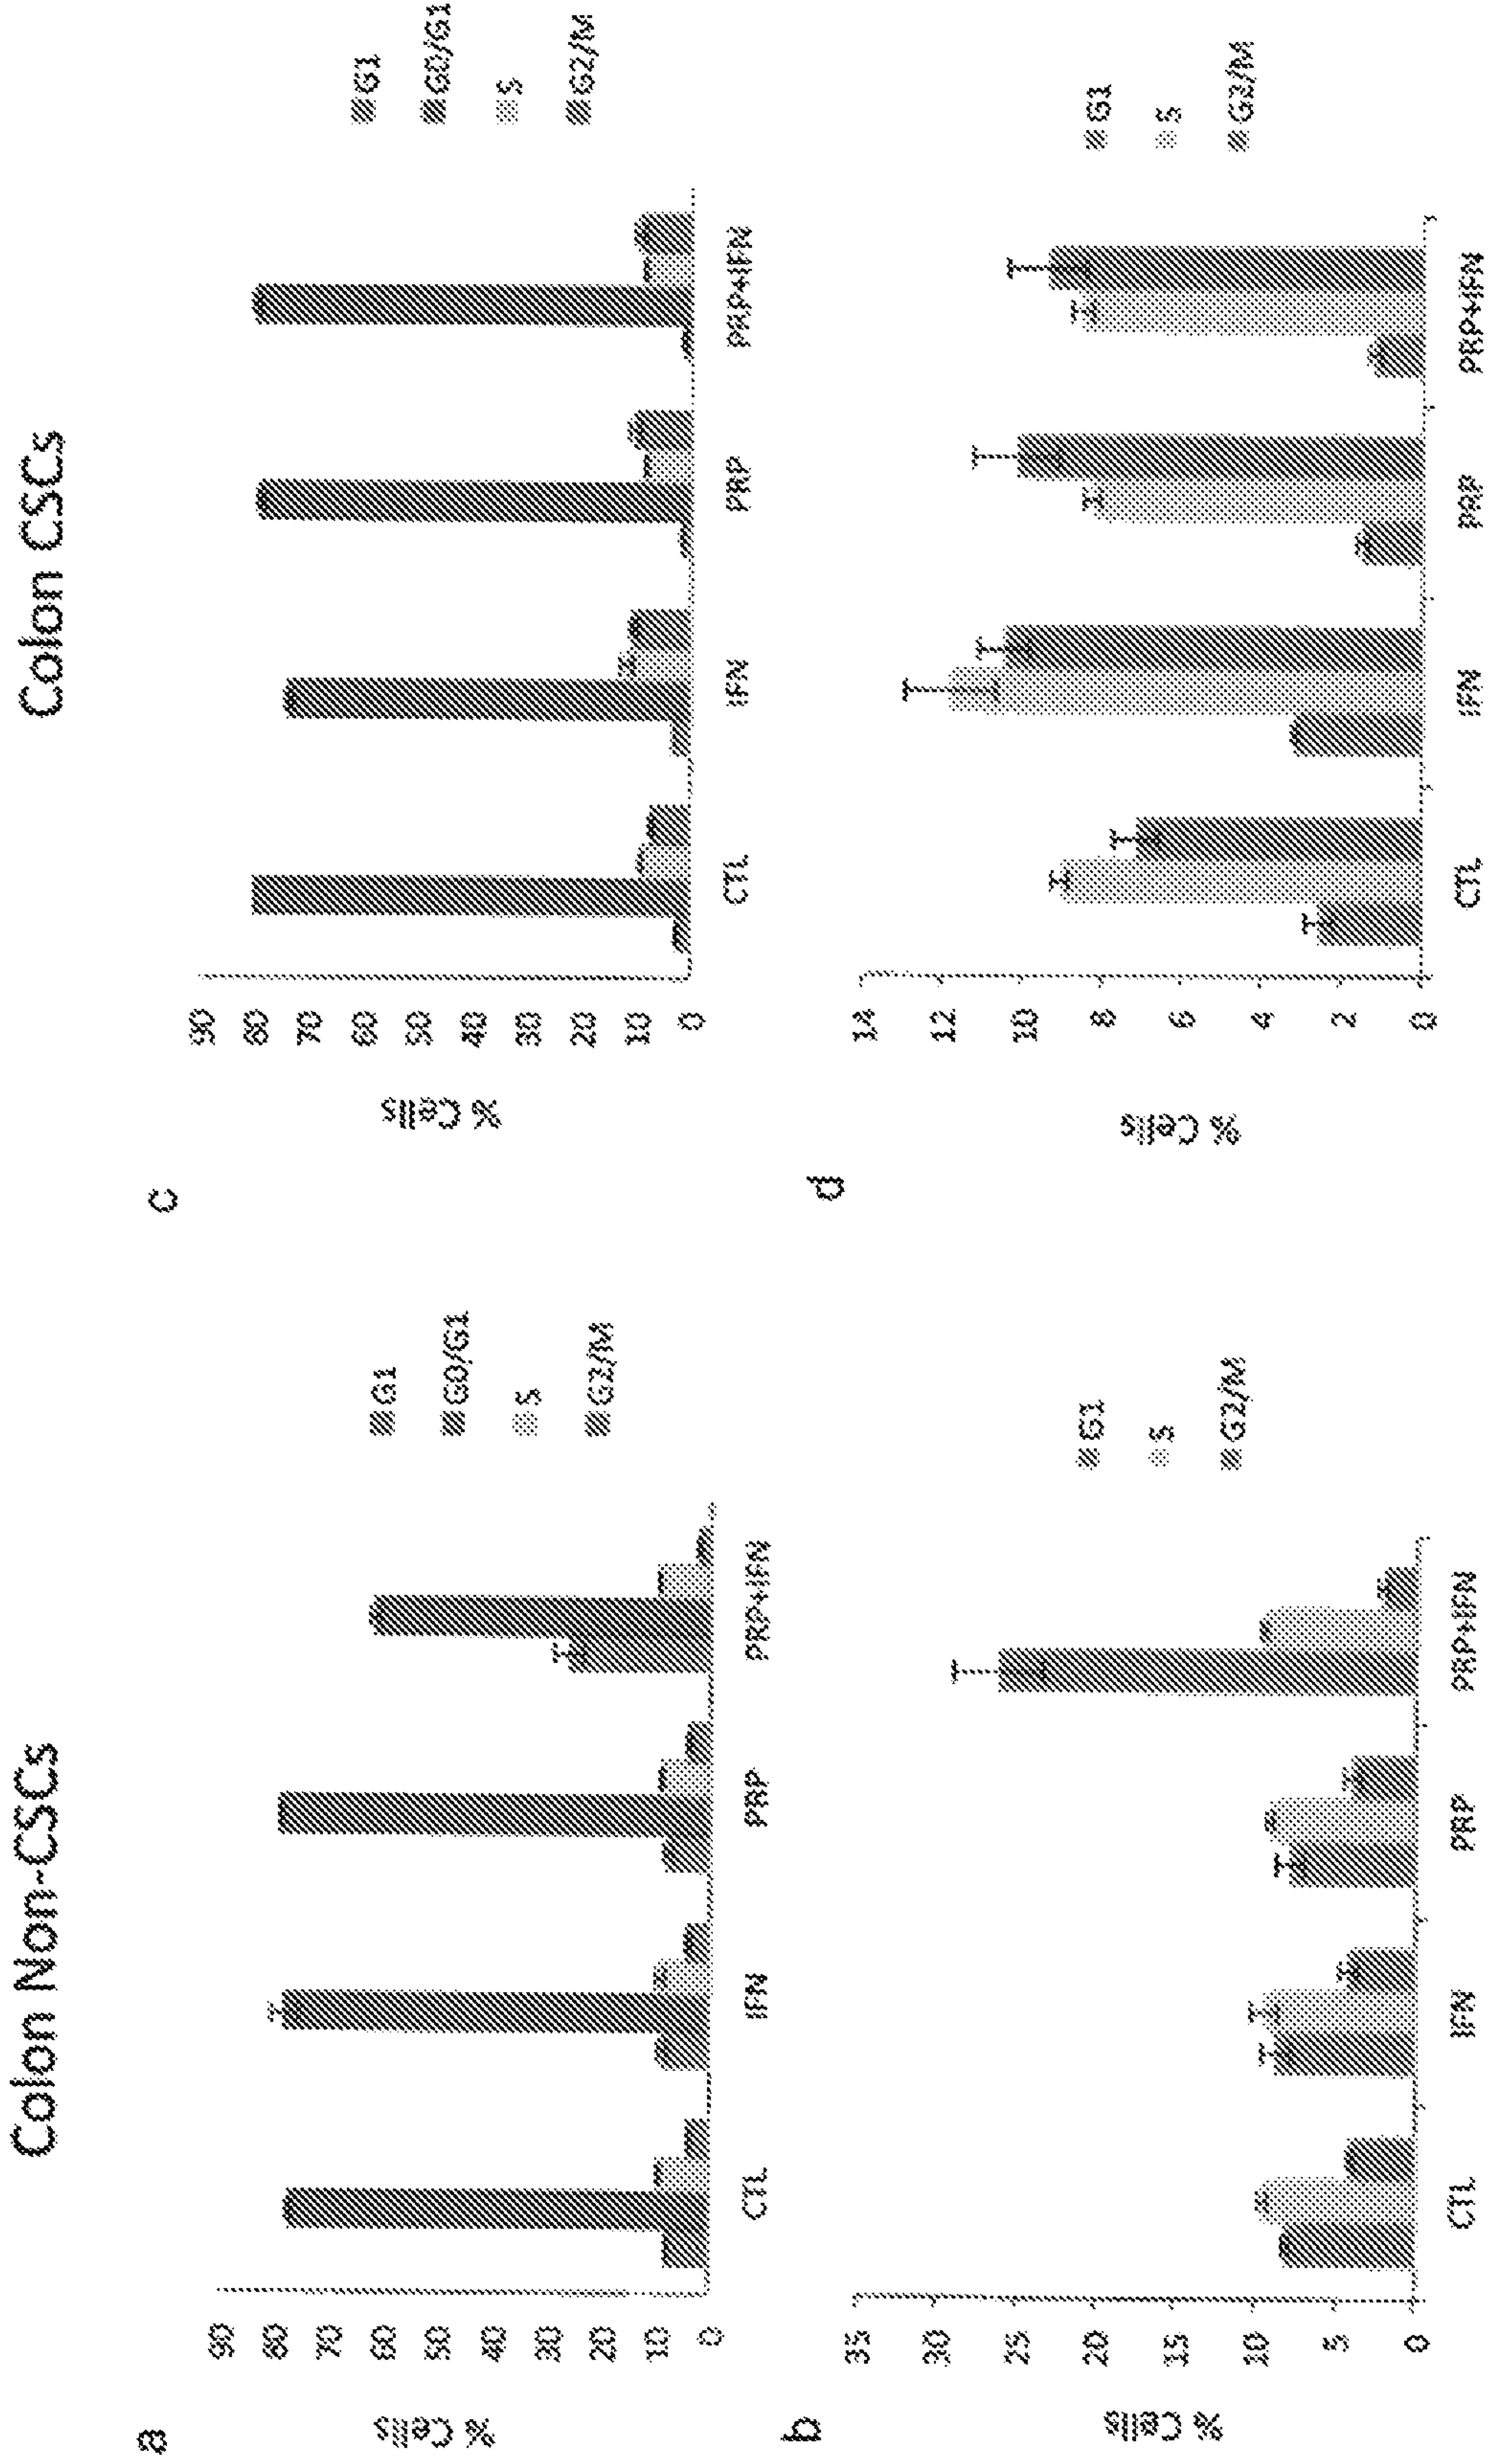 Colon Non-CSCs
a
% Cells
90
80
70
60
50
40
30
20
10
0
CTL
IFN
PRP
PRP+IFN
G1
G0/G1
S
G2/M
b
% Cells
35
30
25
20
15
10
5
0
CTL
IFN
PRP
PRP+IFN
G1
S
G2/M
Colon CSCs
c
% Cells
90
80
70
60
50
40
30
20
10
0
CTL
IFN
PRP
PRP+IFN
G1
G0/G1
S
G2/M
d
% Cells
14
12
10
8
6
4
2
0
CTL
IFN
PRP
PRP+IFN
G1
S
G2/M